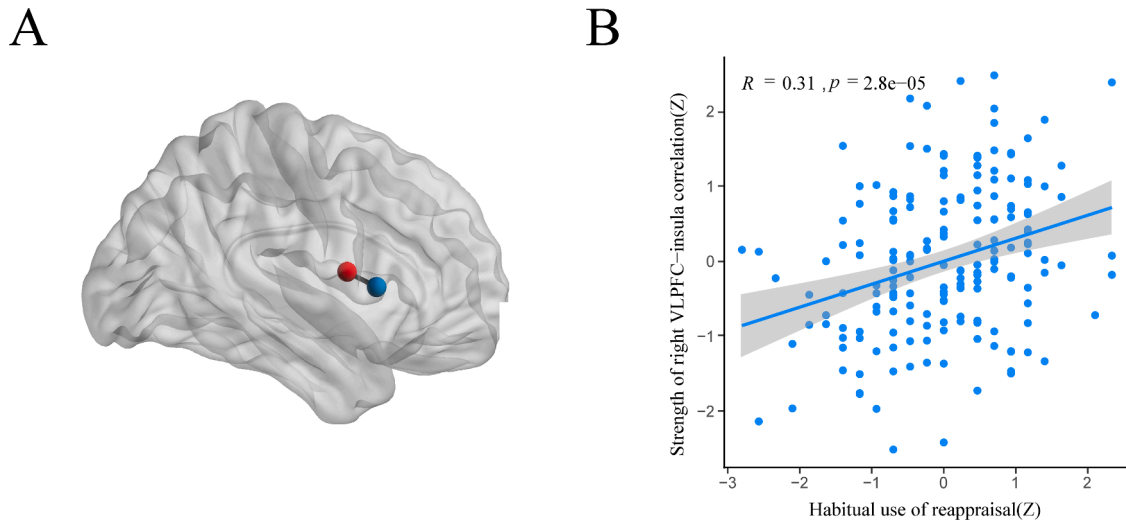 A
B
R = 0.31 , p = 2.8e−05
Strength of right VLPFC−insula correlation(Z)
2
1
0
−1
−2
−3 −2 −1 0 1 2
Habitual use of reappraisal(Z)